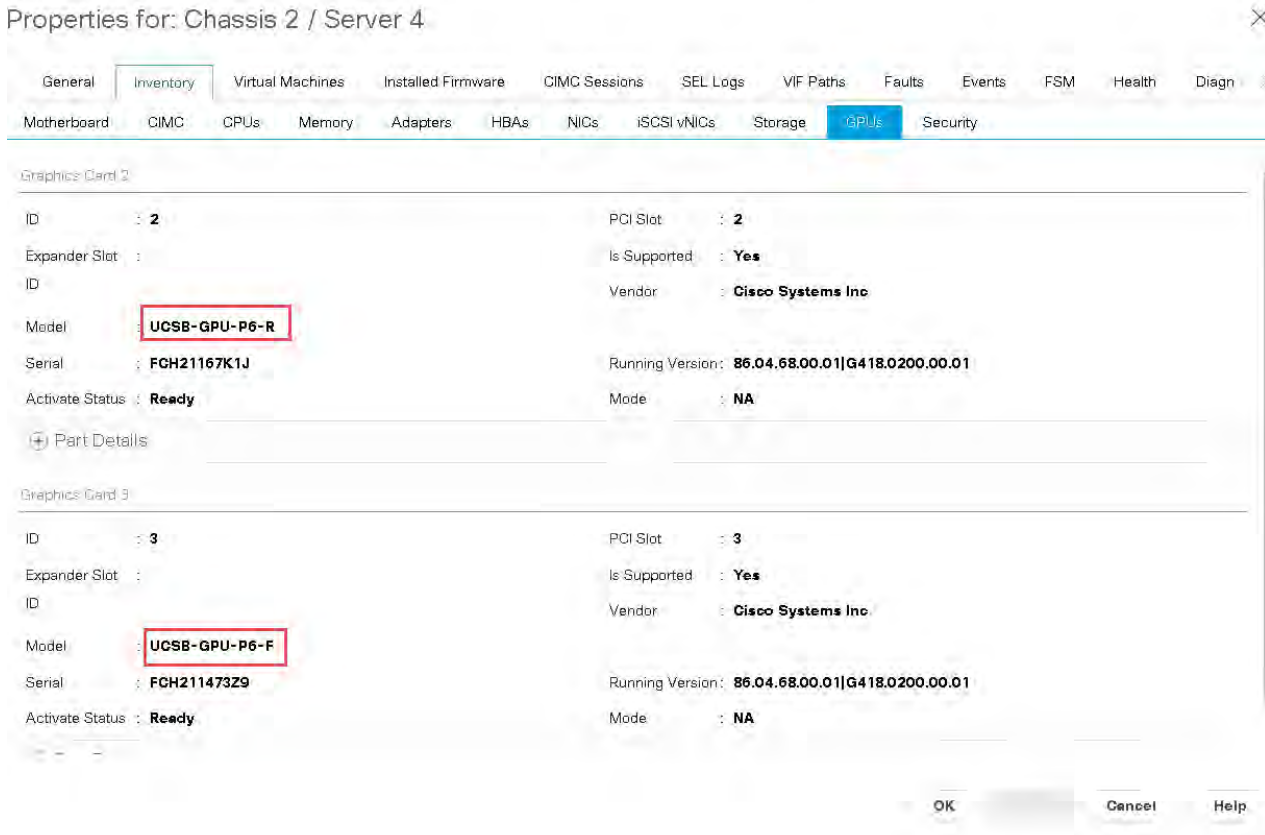 Properties for: Chassis 2 / Server 4
General Inventory Virtual Machines Installed Firmware CIMC Sessions SEL Logs VIF Paths Faults Events FSM Health Diagn
Motherboard CIMC CPUs Memory Adapters HBAs NICs iSCSI vNICs Storage GPUs Security
Graphics Card 2
ID : 2 PCI Slot : 2
Expander Slot : Is Supported : Yes
ID Vendor : Cisco Systems Inc
Model : UCSB-GPU-P6-R
Serial : FCH21167K1J Running Version : 86.04.68.00.01|G418.0200.00.01
Activate Status : Ready Mode : NA
Part Details
Graphics Card 3
ID : 3 PCI Slot : 3
Expander Slot : Is Supported : Yes
ID Vendor : Cisco Systems Inc
Model : UCSB-GPU-P6-F
Serial : FCH211473Z9 Running Version : 86.04.68.00.01|G418.0200.00.01
Activate Status : Ready Mode : NA
OK Cancel Help